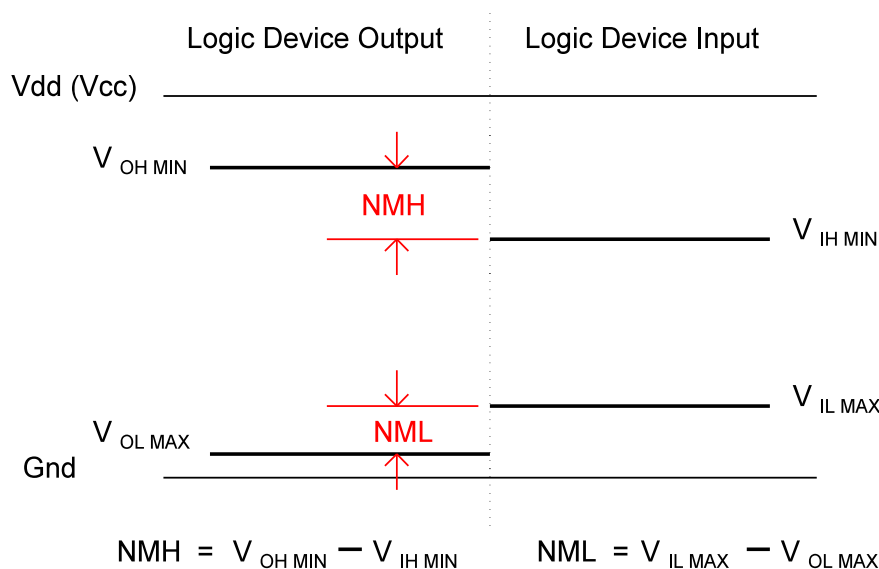 Logic Device Output Logic Device Input
Vdd (Vcc)
V OH MIN
NMH
V IH MIN
V IL MAX
V OL MAX
NML
Gnd
NMH = V OH MIN − V IH MIN NML = V IL MAX − V OL MAX